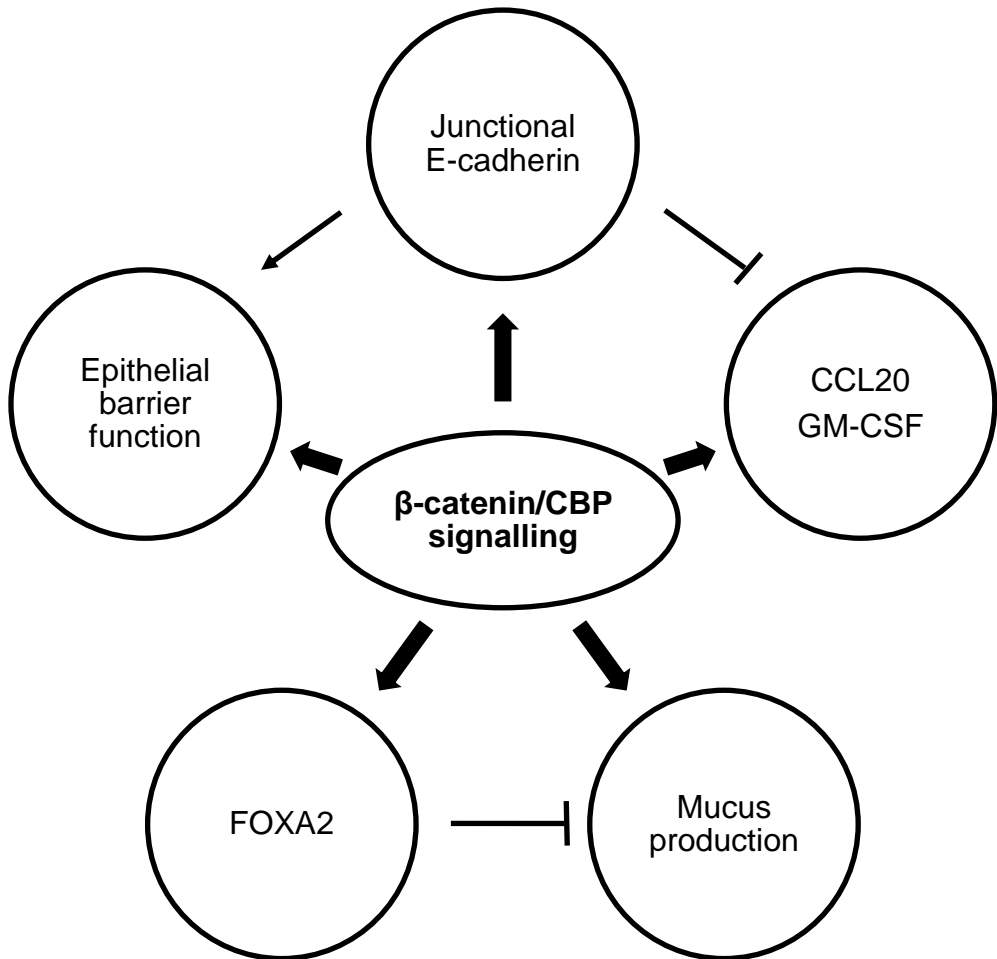 Junctional
E-cadherin
Epithelial
barrier
function
CCL20
GM-CSF
β-catenin/CBP
signalling
FOXA2
Mucus
production